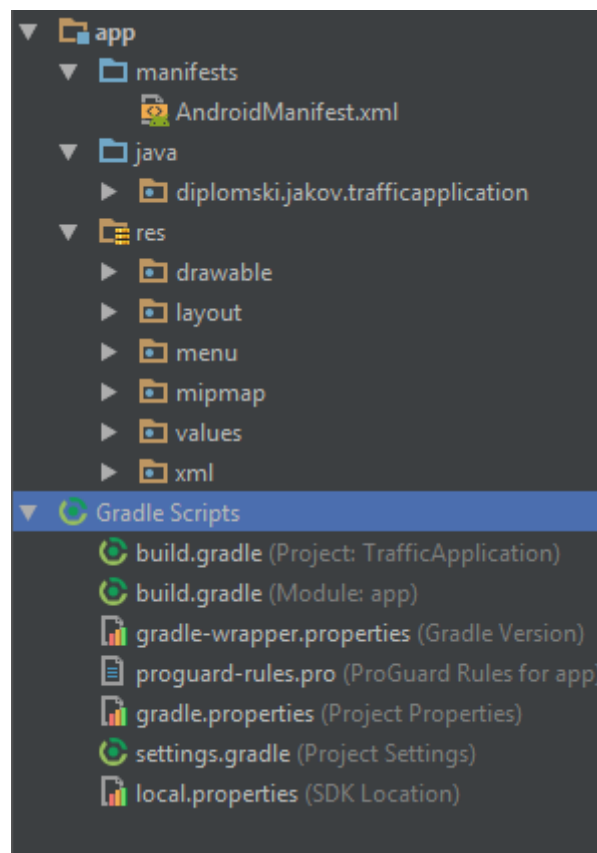 app
manifests
AndroidManifest.xml
java
diplomski.jakov.trafficapplication
res
drawable
layout
menu
mipmap
values
xml
Gradle Scripts
build.gradle (Project: TrafficApplication)
build.gradle (Module: app)
gradle-wrapper.properties (Gradle Version)
proguard-rules.pro (ProGuard Rules for app)
gradle.properties (Project Properties)
settings.gradle (Project Settings)
local.properties (SDK Location)